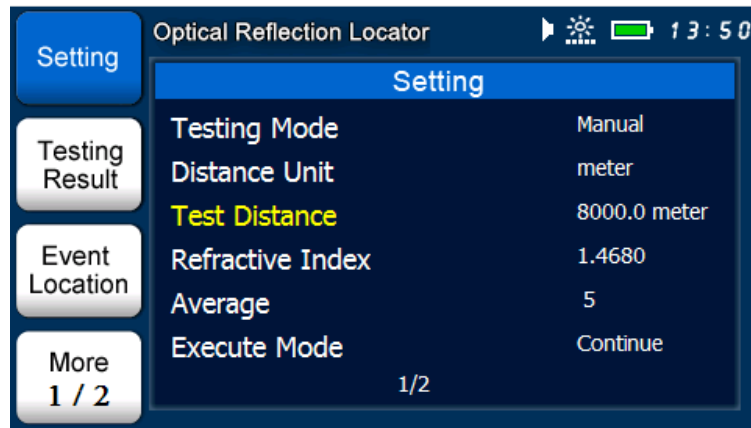 Optical Reflection Locator 13:50
Setting
Testing
Result
Event
Location
More
1 / 2
Setting
Testing Mode Manual
Distance Unit meter
Test Distance 8000.0 meter
Refractive Index 1.4680
Average 5
Execute Mode Continue
1/2